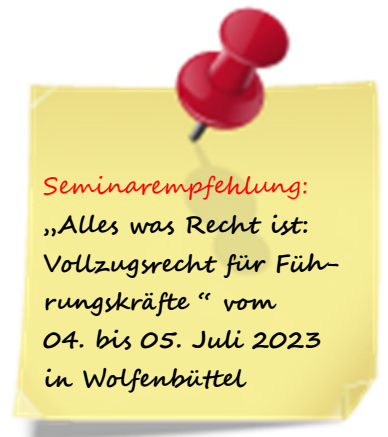 Seminarempfehlung:
„Alles was Recht ist:
Vollzugsrecht für Füh-
rungskräfte “ vom
04. bis 05. Juli 2023
in Wolfenbüttel